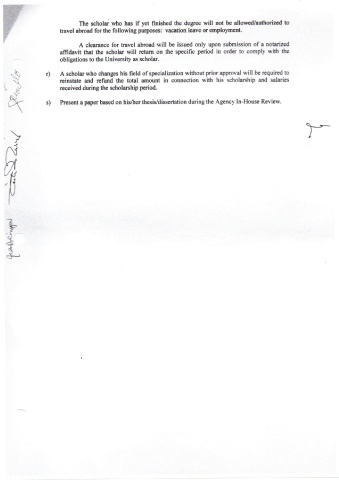 The scholar who has if yet finished the degree will not be allowed/authorized to
travel abroad for the following purposes: vacation leave or employment.
A clearance for travel abroad will be issued only upon submission of a notarized
affidavit that the scholar will return on the specific period in order to comply with the
obligations to the University as scholar.
r) A scholar who changes his field of specialization without prior approval will be required to
reinstate and refund the total amount in connection with his scholarship and salaries
received during the scholarship period.
s) Present a paper based on his/her thesis/dissertation during the Agency In-House Review.